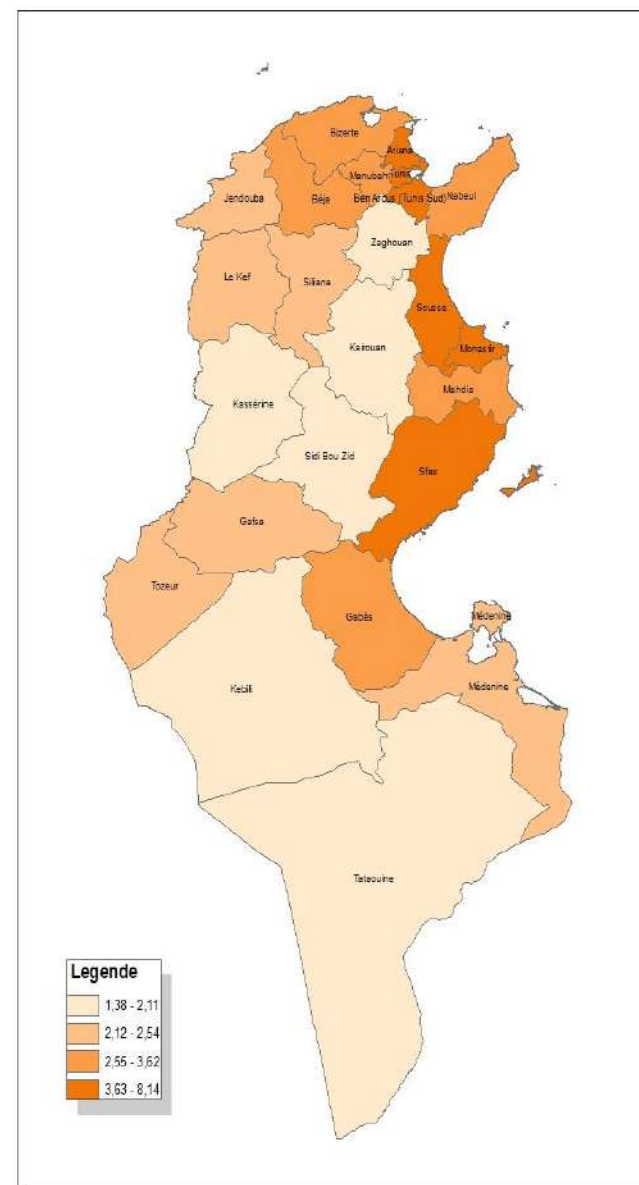 Bizerte
Ariana
Manubah
Tunis
Jendouba
Béja
Ben Arous (Tunis Sud)
Nabeul
Zaghouan
Le Kef
Siliana
Sousse
Kairouan
Monastir
Mahdia
Kassérine
Sidi Bou Zid
Sfax
Gafsa
Tozeur
Gabès
Médenine
Kebili
Médenine
Tataouine
Legende
1,38 - 2,11
2,12 - 2,54
2,55 - 3,62
3,63 - 8,14